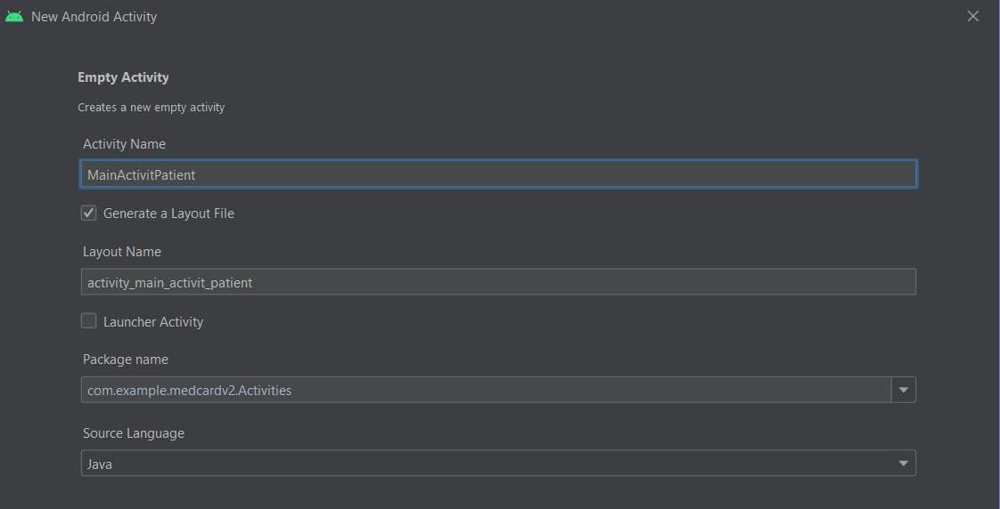 New Android Activity
Empty Activity
Creates a new empty activity
Activity Name
MainActivitPatient
Generate a Layout File
Layout Name
activity_main_activit_patient
Launcher Activity
Package name
com.example.medcardv2.Activities
Source Language
Java